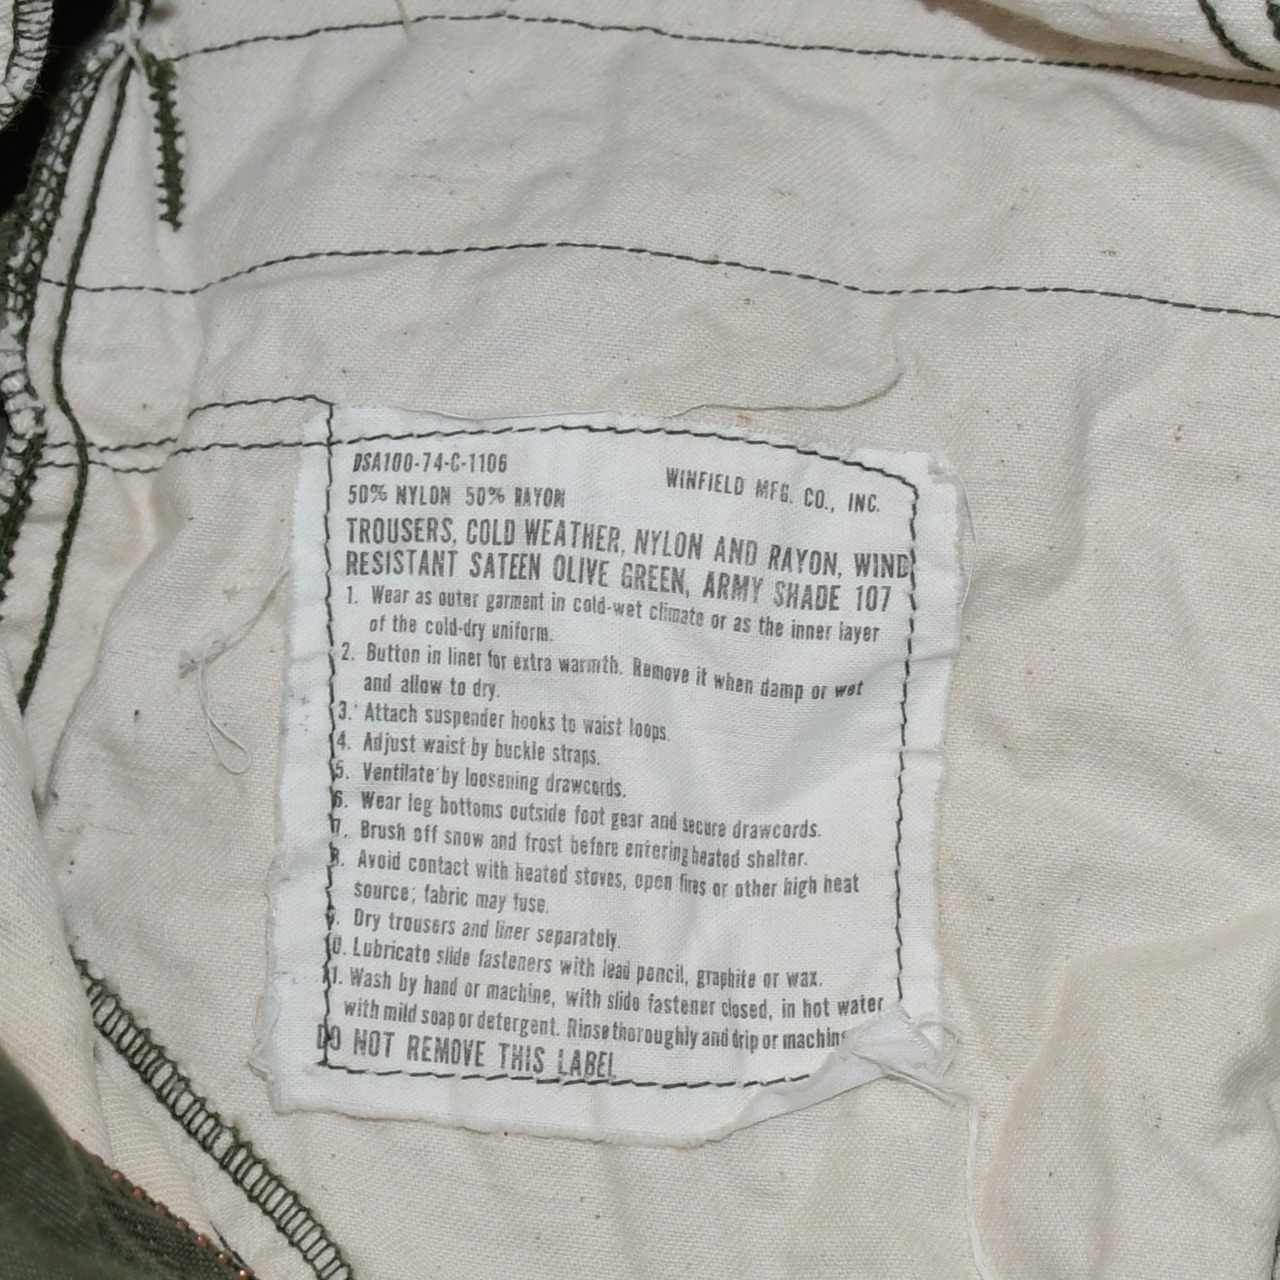 DSA100-74-C-1106
WINFIELD MFG. CO., INC.
50% NYLON 50% RAYON
TROUSERS, COLD WEATHER, NYLON AND RAYON, WIND
RESISTANT SATEEN OLIVE GREEN, ARMY SHADE 107
1. Wear as outer garment in cold-wet climate or as the inner layer
of the cold-dry uniform.
2. Button in liner for extra warmth. Remove it when damp or wet
and allow to dry.
3. Attach suspender hooks to waist loops.
4. Adjust waist by buckle straps.
5. Ventilate by loosening drawcords.
6. Wear leg bottoms outside foot gear and secure drawcords.
7. Brush off snow and frost before entering heated shelter.
8. Avoid contact with heated stoves, open fires or other high heat
source; fabric may fuse.
9. Dry trousers and liner separately.
10. Lubricate slide fasteners with lead pencil, graphite or wax.
11. Wash by hand or machine, with slide fastener closed, in hot water
with mild soap or detergent. Rinse thoroughly and drip or machine
DO NOT REMOVE THIS LABEL